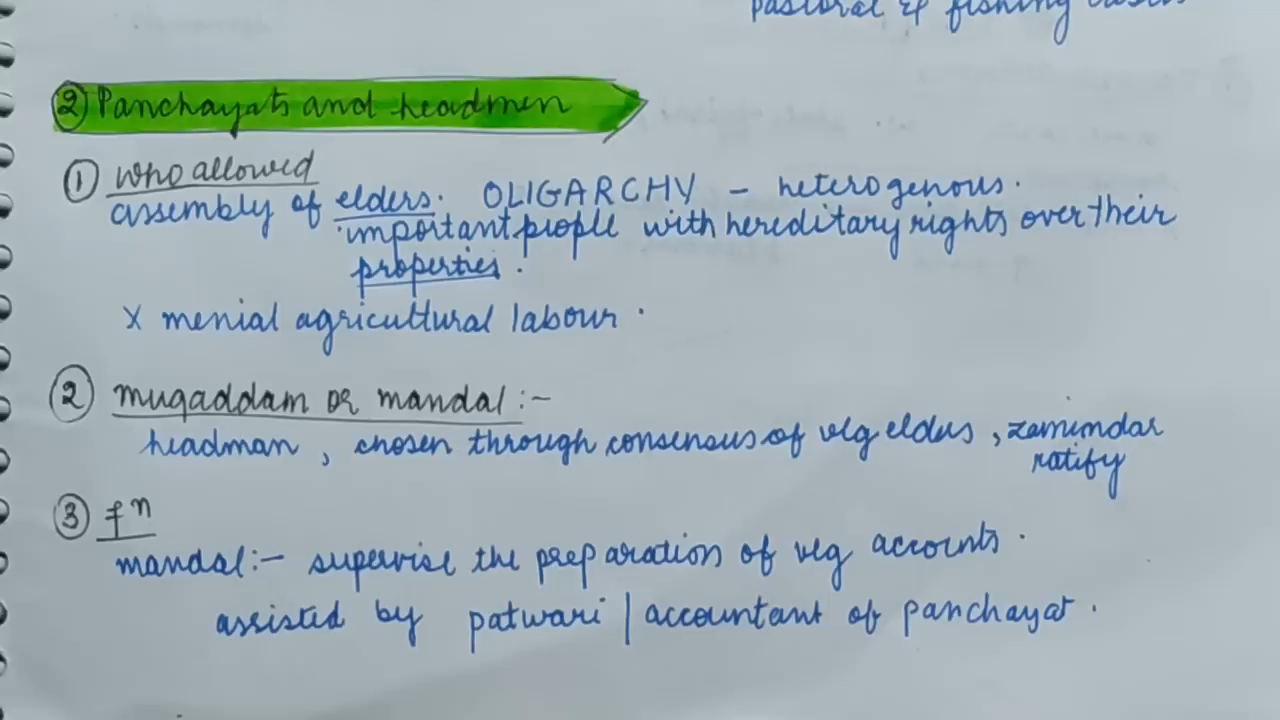 pastoral & fishing castes
② Panchayats and headmen
① who allowed
assembly of elders. OLIGARCHY - heterogenous.
important people with hereditary rights over their
properties.
x menial agricultural labour.
② muqaddam or mandal :-
headman, chosen through consensus of vlg elders, zamindar
ratify
③ fⁿ
mandal :- supervise the preparation of vlg accounts.
assisted by patwari | accountant of panchayat.